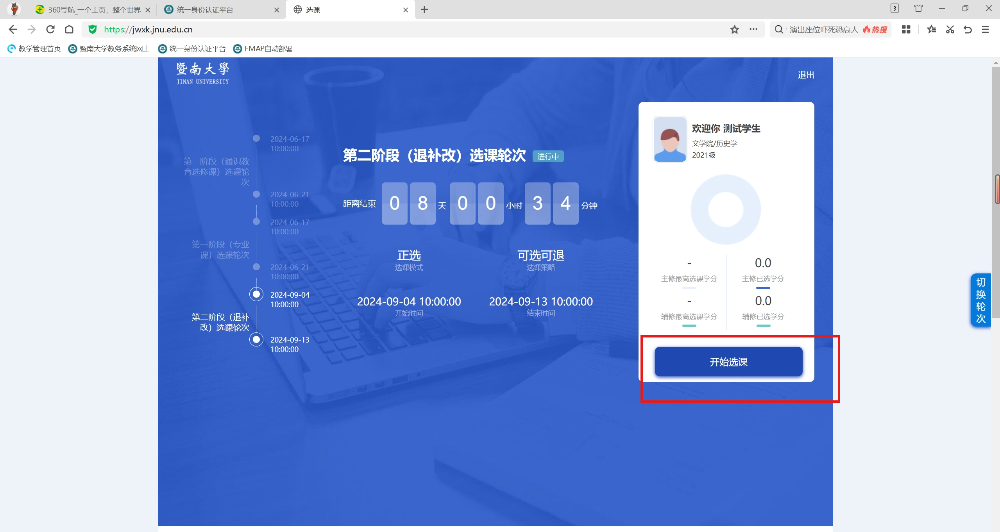 360导航_一个主页，整个世界
统一身份认证平台
选课
3
https://jwxk.jnu.edu.cn
演出座位吓死恐高人
热搜
教学管理首页
暨南大学教务系统网上
统一身份认证平台
EMAP自动部署
暨南大學
JINAN UNIVERSITY
退出
2024-06-17
10:00:00
第一阶段（通识教
育选修课）选课轮
次
2024-06-21
10:00:00
2024-06-17
10:00:00
第一阶段（专业
课）选课轮次
2024-06-21
10:00:00
2024-09-04
10:00:00
第二阶段（退补
改）选课轮次
2024-09-13
10:00:00
第二阶段（退补改）选课轮次 进行中
距离结束 08天00小时34分钟
正选
选课模式
可选可退
选课策略
2024-09-04 10:00:00
开始时间
2024-09-13 10:00:00
结束时间
欢迎你 测试学生
文学院/历史学
2021级
-
主修最高选课学分
0.0
主修已选学分
-
辅修最高选课学分
0.0
辅修已选学分
开始选课
切换轮次